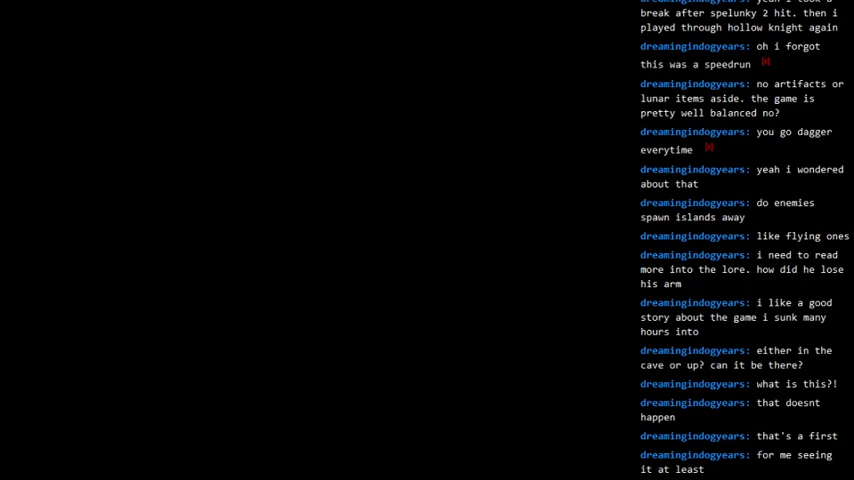 break after spelunky 2 hit. then i
played through hollow knight again
dreamingindogyears: oh i forgot
this was a speedrun
dreamingindogyears: no artifacts or
lunar items aside. the game is
pretty well balanced no?
dreamingindogyears: you go dagger
everytime
dreamingindogyears: yeah i wondered
about that
dreamingindogyears: do enemies
spawn islands away
dreamingindogyears: like flying ones
dreamingindogyears: i need to read
more into the lore. how did he lose
his arm
dreamingindogyears: i like a good
story about the game i sunk many
hours into
dreamingindogyears: either in the
cave or up? can it be there?
dreamingindogyears: what is this?!
dreamingindogyears: that doesnt
happen
dreamingindogyears: that's a first
dreamingindogyears: for me seeing
it at least